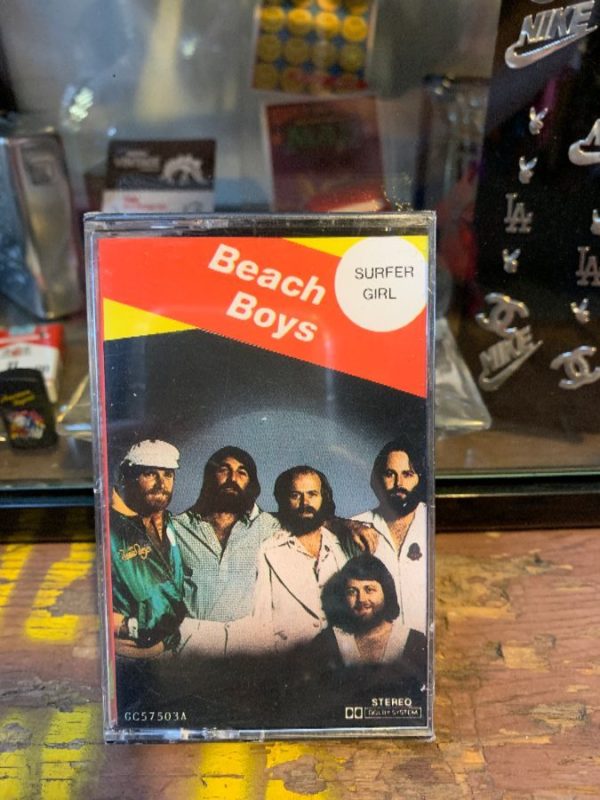 NIKE
Beach
Boys
SURFER
GIRL
LA
LA
NIKE
GC57503A
STEREO
DOLBY SYSTEM